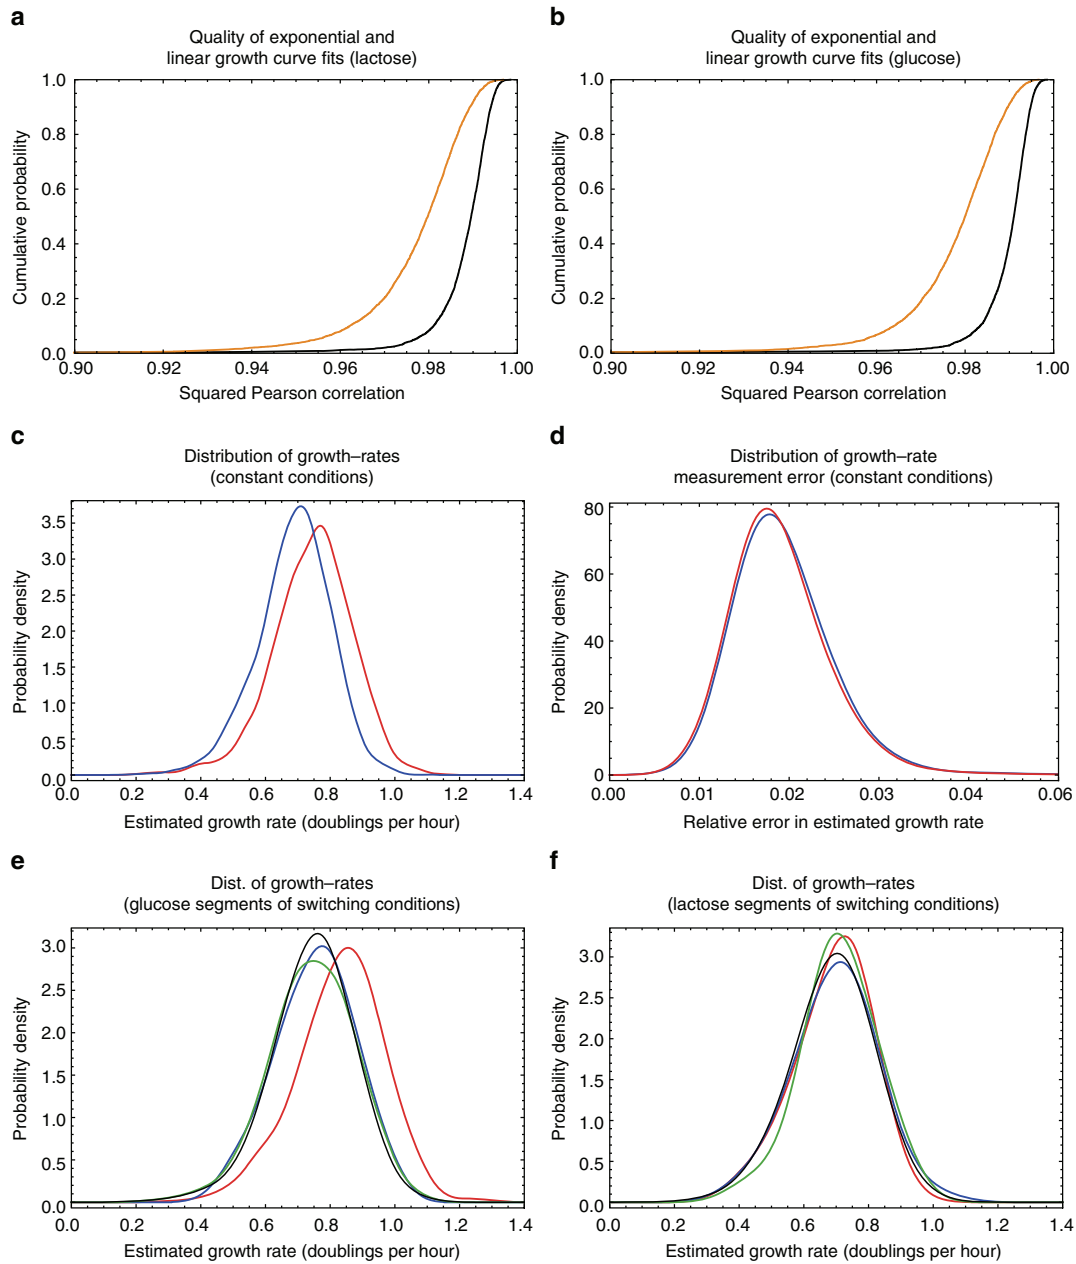 a
Quality of exponential and
linear growth curve fits (lactose)
Cumulative probability
1.0
0.8
0.6
0.4
0.2
0.0
0.90 0.92 0.94 0.96 0.98 1.00
Squared Pearson correlation
b
Quality of exponential and
linear growth curve fits (glucose)
Cumulative probability
1.0
0.8
0.6
0.4
0.2
0.0
0.90 0.92 0.94 0.96 0.98 1.00
Squared Pearson correlation
c
Distribution of growth–rates
(constant conditions)
Probability density
3.5
3.0
2.5
2.0
1.5
1.0
0.5
0.0
0.0 0.2 0.4 0.6 0.8 1.0 1.2 1.4
Estimated growth rate (doublings per hour)
d
Distribution of growth–rate
measurement error (constant conditions)
Probability density
80
60
40
20
0
0.00 0.01 0.02 0.03 0.04 0.06
Relative error in estimated growth rate
e
Dist. of growth–rates
(glucose segments of switching conditions)
Probability density
3.0
2.5
2.0
1.5
1.0
0.5
0.0
0.0 0.2 0.4 0.6 0.8 1.0 1.2 1.4
Estimated growth rate (doublings per hour)
f
Dist. of growth–rates
(lactose segments of switching conditions)
Probability density
3.0
2.5
2.0
1.5
1.0
0.5
0.0
0.0 0.2 0.4 0.6 0.8 1.0 1.2 1.4
Estimated growth rate (doublings per hour)